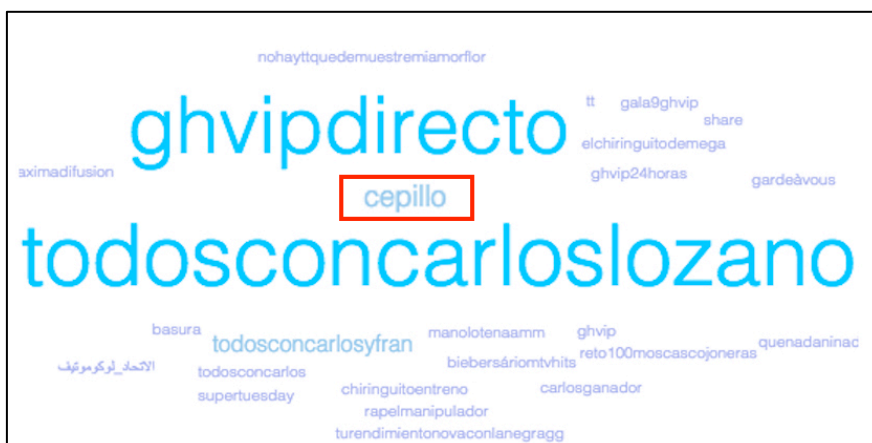 nohayttquedemuestremiamorflor
ghvipdirecto
tt
gala9ghvip
share
elchiringuitodemega
aximadifusion
ghvip24horas
gardeàvous
cepillo
todosconcarloslozano
basura
todosconcarlosyfran
manolotenaamm
ghvip
quenadaninac
الاتحاد_لوكوموتيف
todosconcarlos
biebersáriomtvhits
reto100moscascojoneras
supertuesday
chiringuitoentreno
carlosganador
rapelmanipulador
turendimientonovaconlanegragg